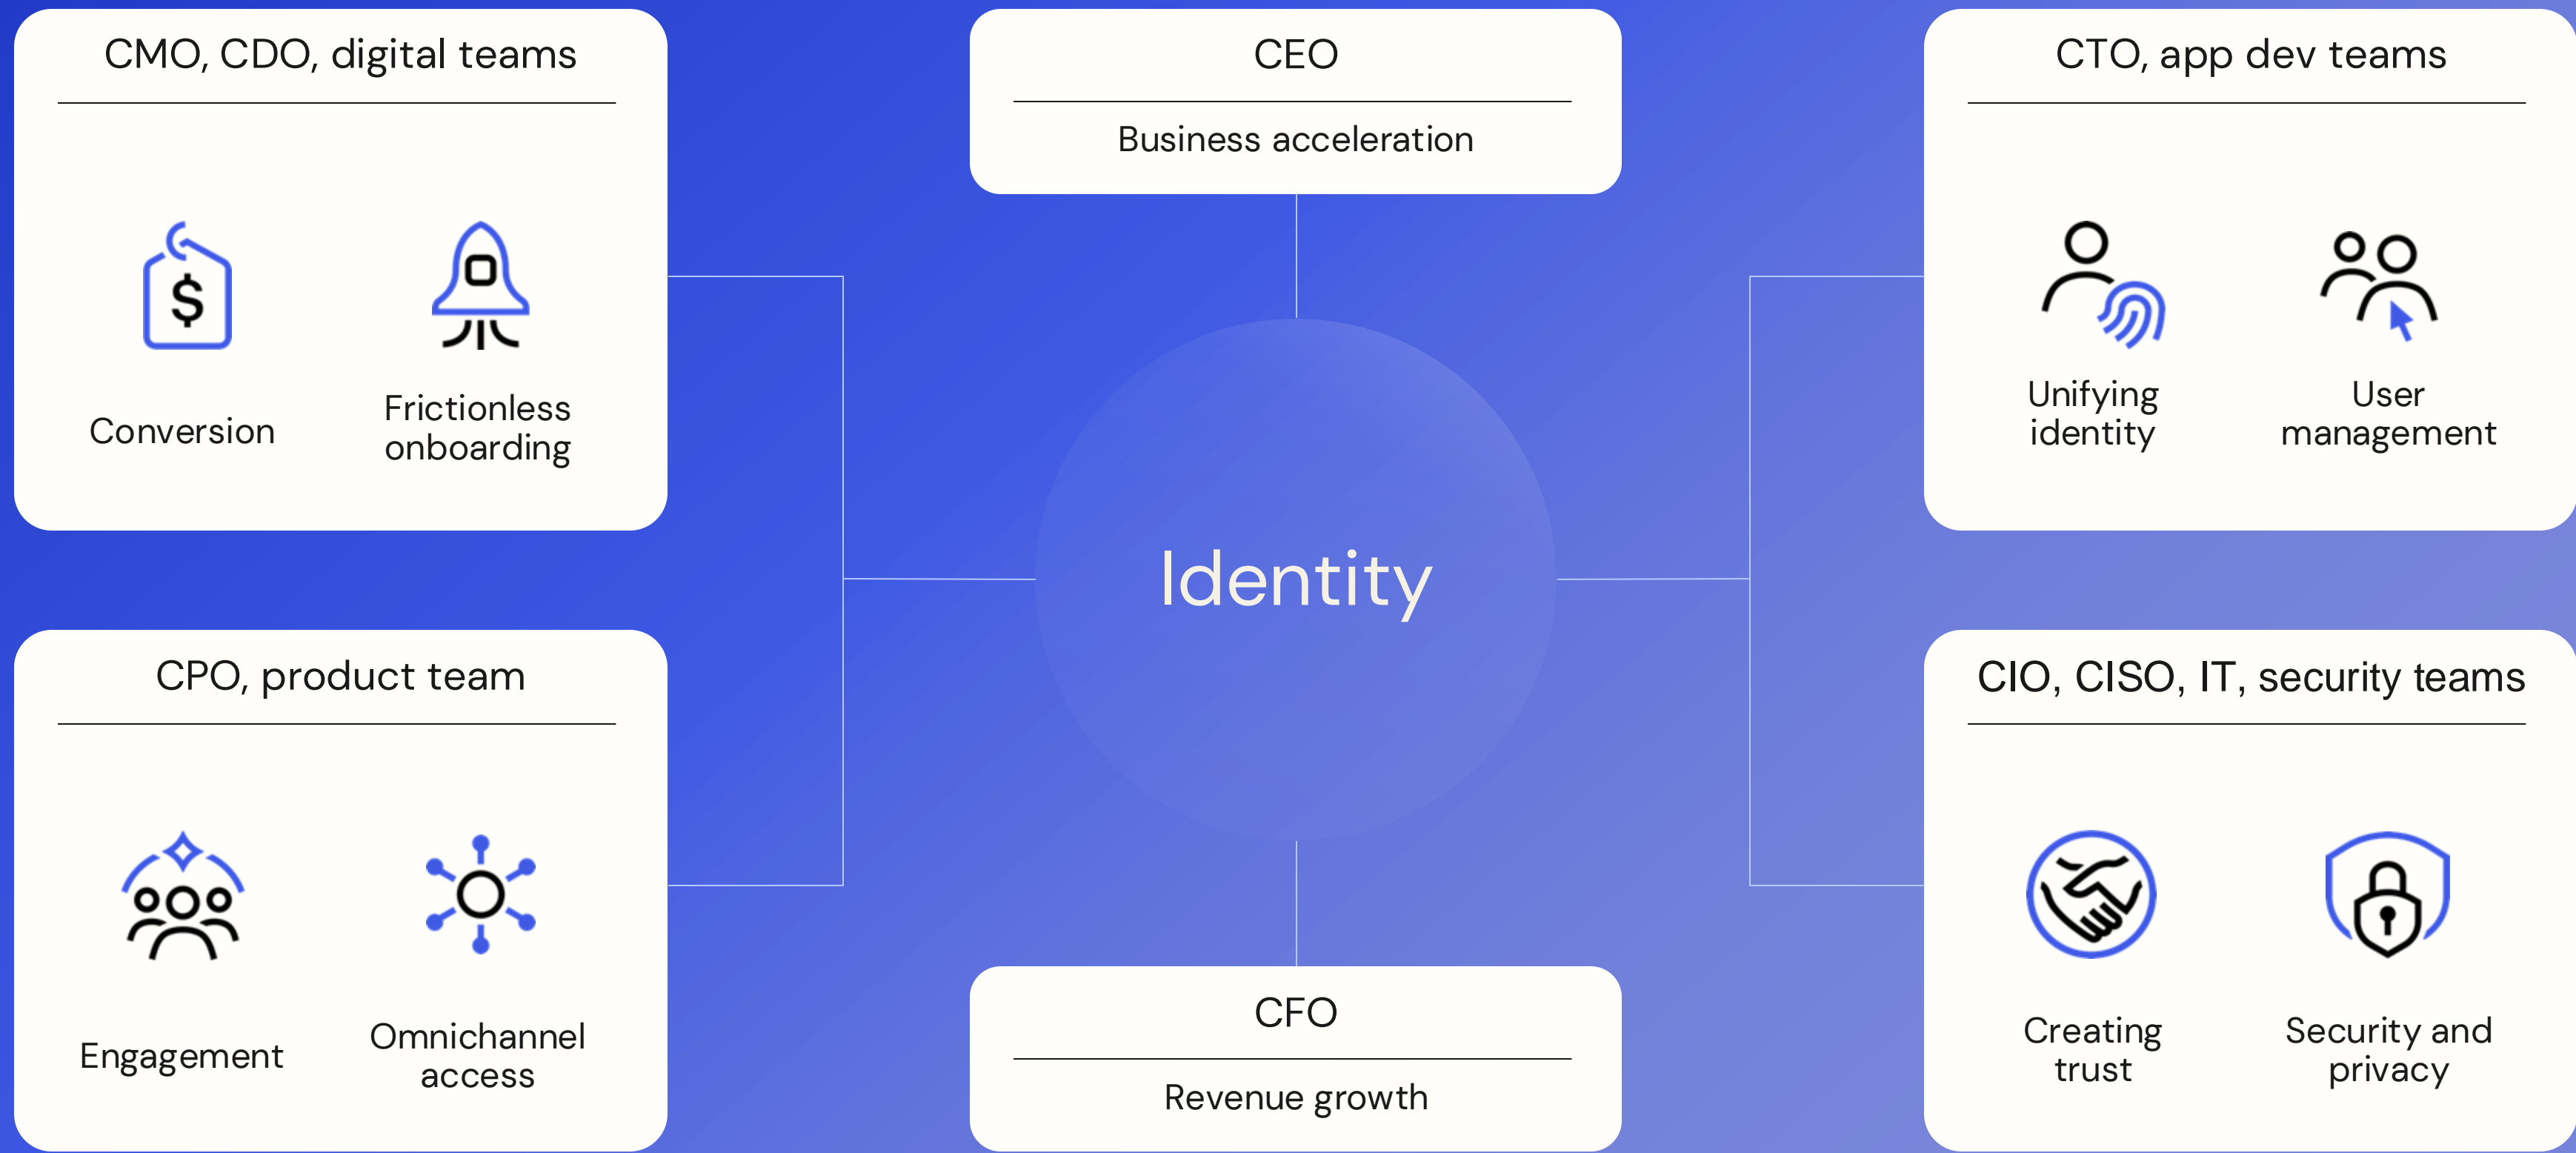 CMO, CDO, digital teams
Conversion
Frictionless
onboarding
CEO
Business acceleration
CTO, app dev teams
Unifying
identity
User
management
Identity
CPO, product team
Engagement
Omnichannel
access
CFO
Revenue growth
CIO, CISO, IT, security teams
Creating
trust
Security and
privacy